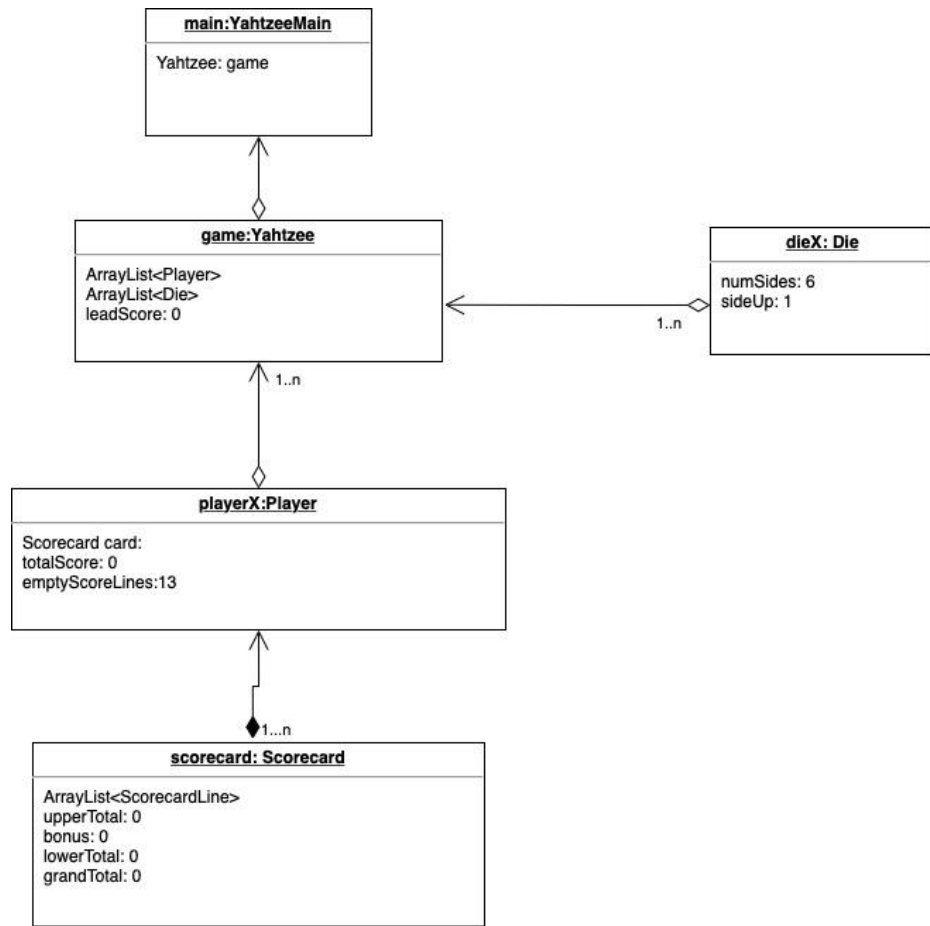 main:YahtzeeMain
Yahtzee: game
game:Yahtzee
ArrayList<Player>
ArrayList<Die>
leadScore: 0
dieX: Die
numSides: 6
sideUp: 1
1..n
1..n
playerX:Player
Scorecard card:
totalScore: 0
emptyScoreLines:13
1...n
scorecard: Scorecard
ArrayList<ScorecardLine>
upperTotal: 0
bonus: 0
lowerTotal: 0
grandTotal: 0